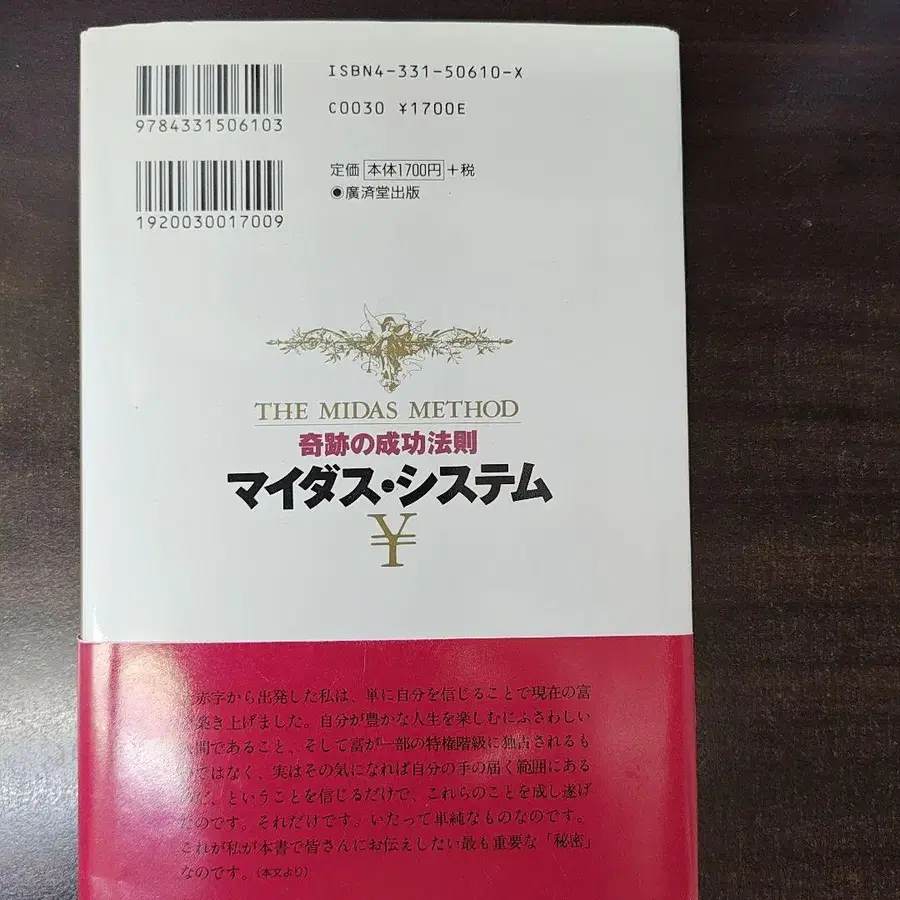 ISBN4-331-50610-X
9784331506103
C0030 ¥1700E
1920030017009
定価 本体1700円 +税
●廣済堂出版
THE MIDAS METHOD
奇跡の成功法則
マイダス・システム
¥
赤字から出発した私は、単に自分を信じることで現在の富
築き上げました。自分が豊かな人生を楽しむにふさわしい
人間であること、そして富が一部の特権階級に独占されるも
ではなく、実はその気になれば自分の手の届く範囲にある
だ、ということを信じるだけで、これらのことを成し遂げ
たのです。それだけです。いたって単純なものなのです。
これが私が本書で皆さんにお伝えしたい最も重要な「秘密」
なのです。(本文より)